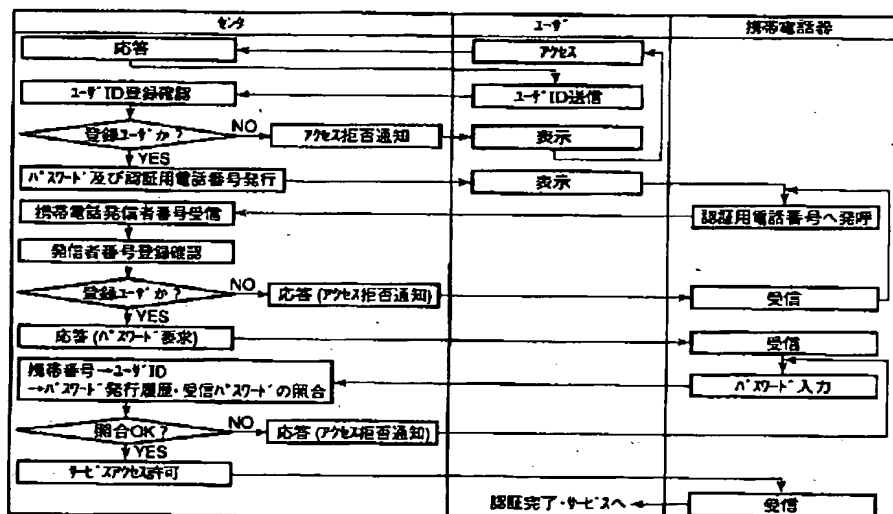 センタ ユーザ 携帯電話器
応答 アクセス
ユーザID登録確認 ユーザID送信
登録ユーザか? NO アクセス拒否通知 表示
YES
パスワード及び認証用電話番号発行 表示
携帯電話発信者番号受信 認証用電話番号へ発呼
発信者番号登録確認
登録ユーザか? NO 応答(アクセス拒否通知) 受信
YES
応答(パスワード要求) 受信
携帯番号→ユーザID
→パスワード発行履歴・受信パスワードの照合 パスワード入力
照合OK? NO 応答(アクセス拒否通知)
YES
サービスアクセス許可
認証完了・サービスへ 受信